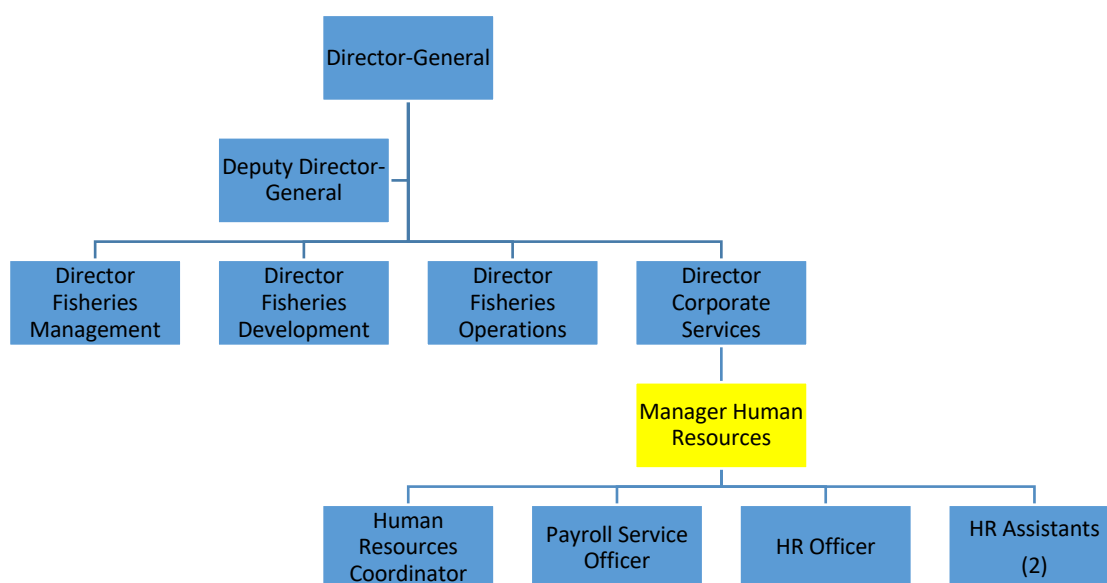 Director-General
Deputy Director-
General
Director
Fisheries
Management
Director
Fisheries
Development
Director
Fisheries
Operations
Director
Corporate
Services
Manager Human
Resources
Human
Resources
Coordinator
Payroll Service
Officer
HR Officer
HR Assistants
(2)